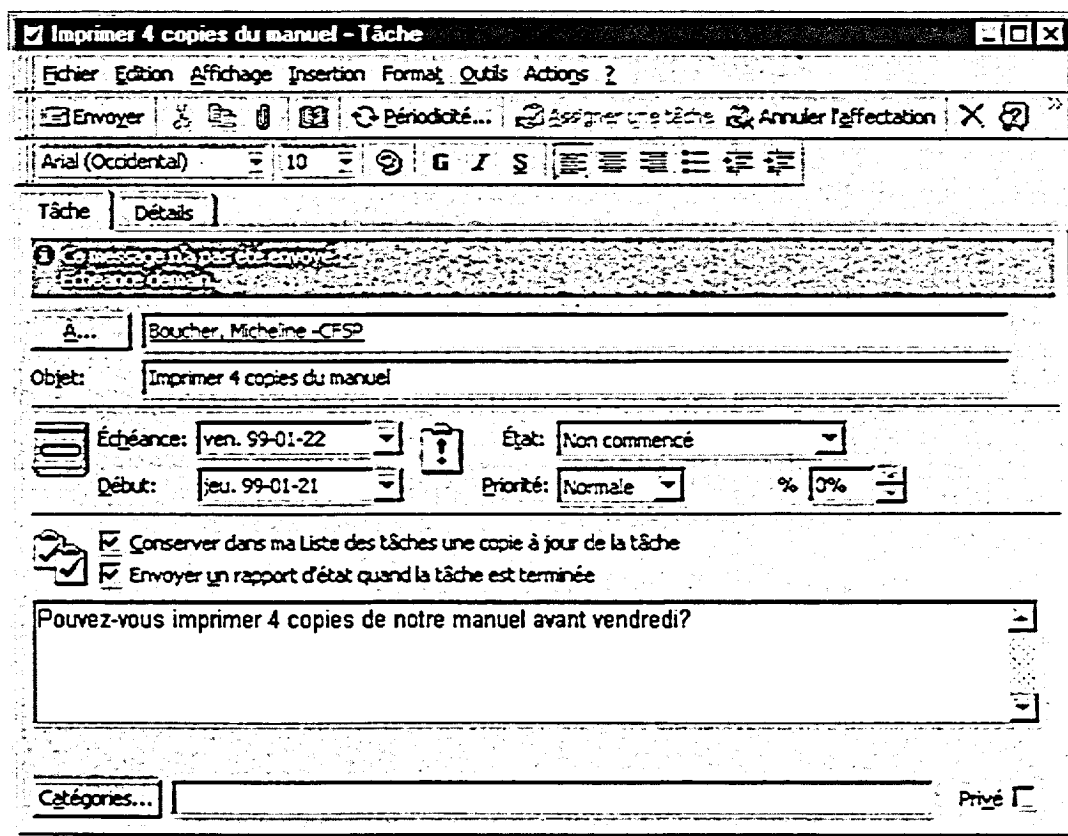 Imprimer 4 copies du manuel - Tâche
Fichier Edition Affichage Insertion Format Outils Actions ?
Envoyer Périodicité... Assigner une tâche Annuler l'affectation »
Arial (Occidental) 10 G I S
Tâche Détails
Ce message n'a pas été envoyé.
Échéance demain.
À... Boucher, Micheline -CFSP
Objet: Imprimer 4 copies du manuel
Échéance: ven. 99-01-22 État: Non commencé
Début: jeu. 99-01-21 Priorité: Normale % 0%
Conserver dans ma Liste des tâches une copie à jour de la tâche
Envoyer un rapport d'état quand la tâche est terminée
Pouvez-vous imprimer 4 copies de notre manuel avant vendredi?
Catégories... Privé